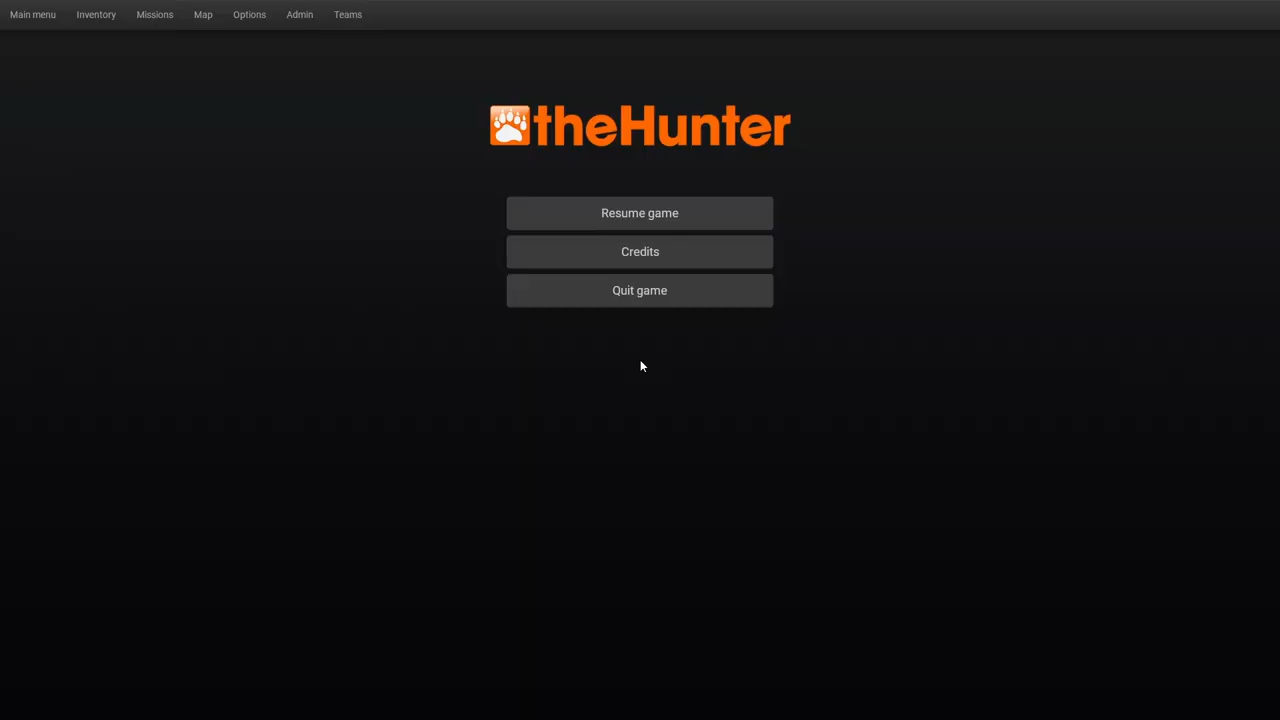 Main menu Inventory Missions Map Options Admin Teams
theHunter
Resume game
Credits
Quit game